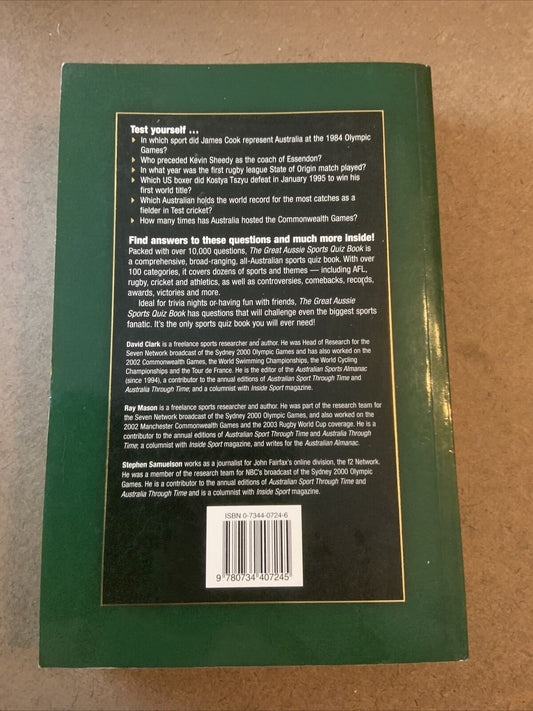 Test yourself ...
In which sport did James Cook represent Australia at the 1984 Olympic
Games?
Who preceded Kevin Sheedy as the coach of Essendon?
In what year was the first rugby league State of Origin match played?
Which US boxer did Kostya Tszyu defeat in January 1995 to win his
first world title?
Which Australian holds the world record for the most catches as a
fielder in Test cricket?
How many times has Australia hosted the Commonwealth Games?
Find answers to these questions and much more inside!
Packed with over 10,000 questions, The Great Aussie Sports Quiz Book is
a comprehensive, broad-ranging, all-Australian sports quiz book. With over
100 categories, it covers dozens of sports and themes — including AFL,
rugby, cricket and athletics, as well as controversies, comebacks, records,
awards, victories and more.
Ideal for trivia nights or having fun with friends, The Great Aussie
Sports Quiz Book has questions that will challenge even the biggest sports
fanatic. It's the only sports quiz book you will ever need!
David Clark is a freelance sports researcher and author. He was Head of Research for the
Seven Network broadcast of the Sydney 2000 Olympic Games and has also worked on the
2002 Commonwealth Games, the World Swimming Championships, the World Cycling
Championships and the Tour de France. He is the editor of the Australian Sports Almanac
(since 1994), a contributor to the annual editions of Australian Sport Through Time and
Australia Through Time; and a columnist with Inside Sport magazine.
Ray Mason is a freelance sports researcher and author. He was part of the research team for
the Seven Network broadcast of the Sydney 2000 Olympic Games, and also worked on the
2002 Manchester Commonwealth Games and the 2003 Rugby World Cup coverage. He is a
contributor to the annual editions of Australian Sport Through Time and Australia Through
Time; a columnist with Inside Sport magazine, and writes for the Australian Almanac.
Stephen Samuelson works as a journalist for John Fairfax's online division, the f2 Network.
He was a member of the research team for NBC's broadcast of the Sydney 2000 Olympic
Games. He is a contributor to the annual editions of Australian Sport Through Time and
Australia Through Time and is a columnist with Inside Sport magazine.
ISBN 0-7344-0724-6
9 780734 407245